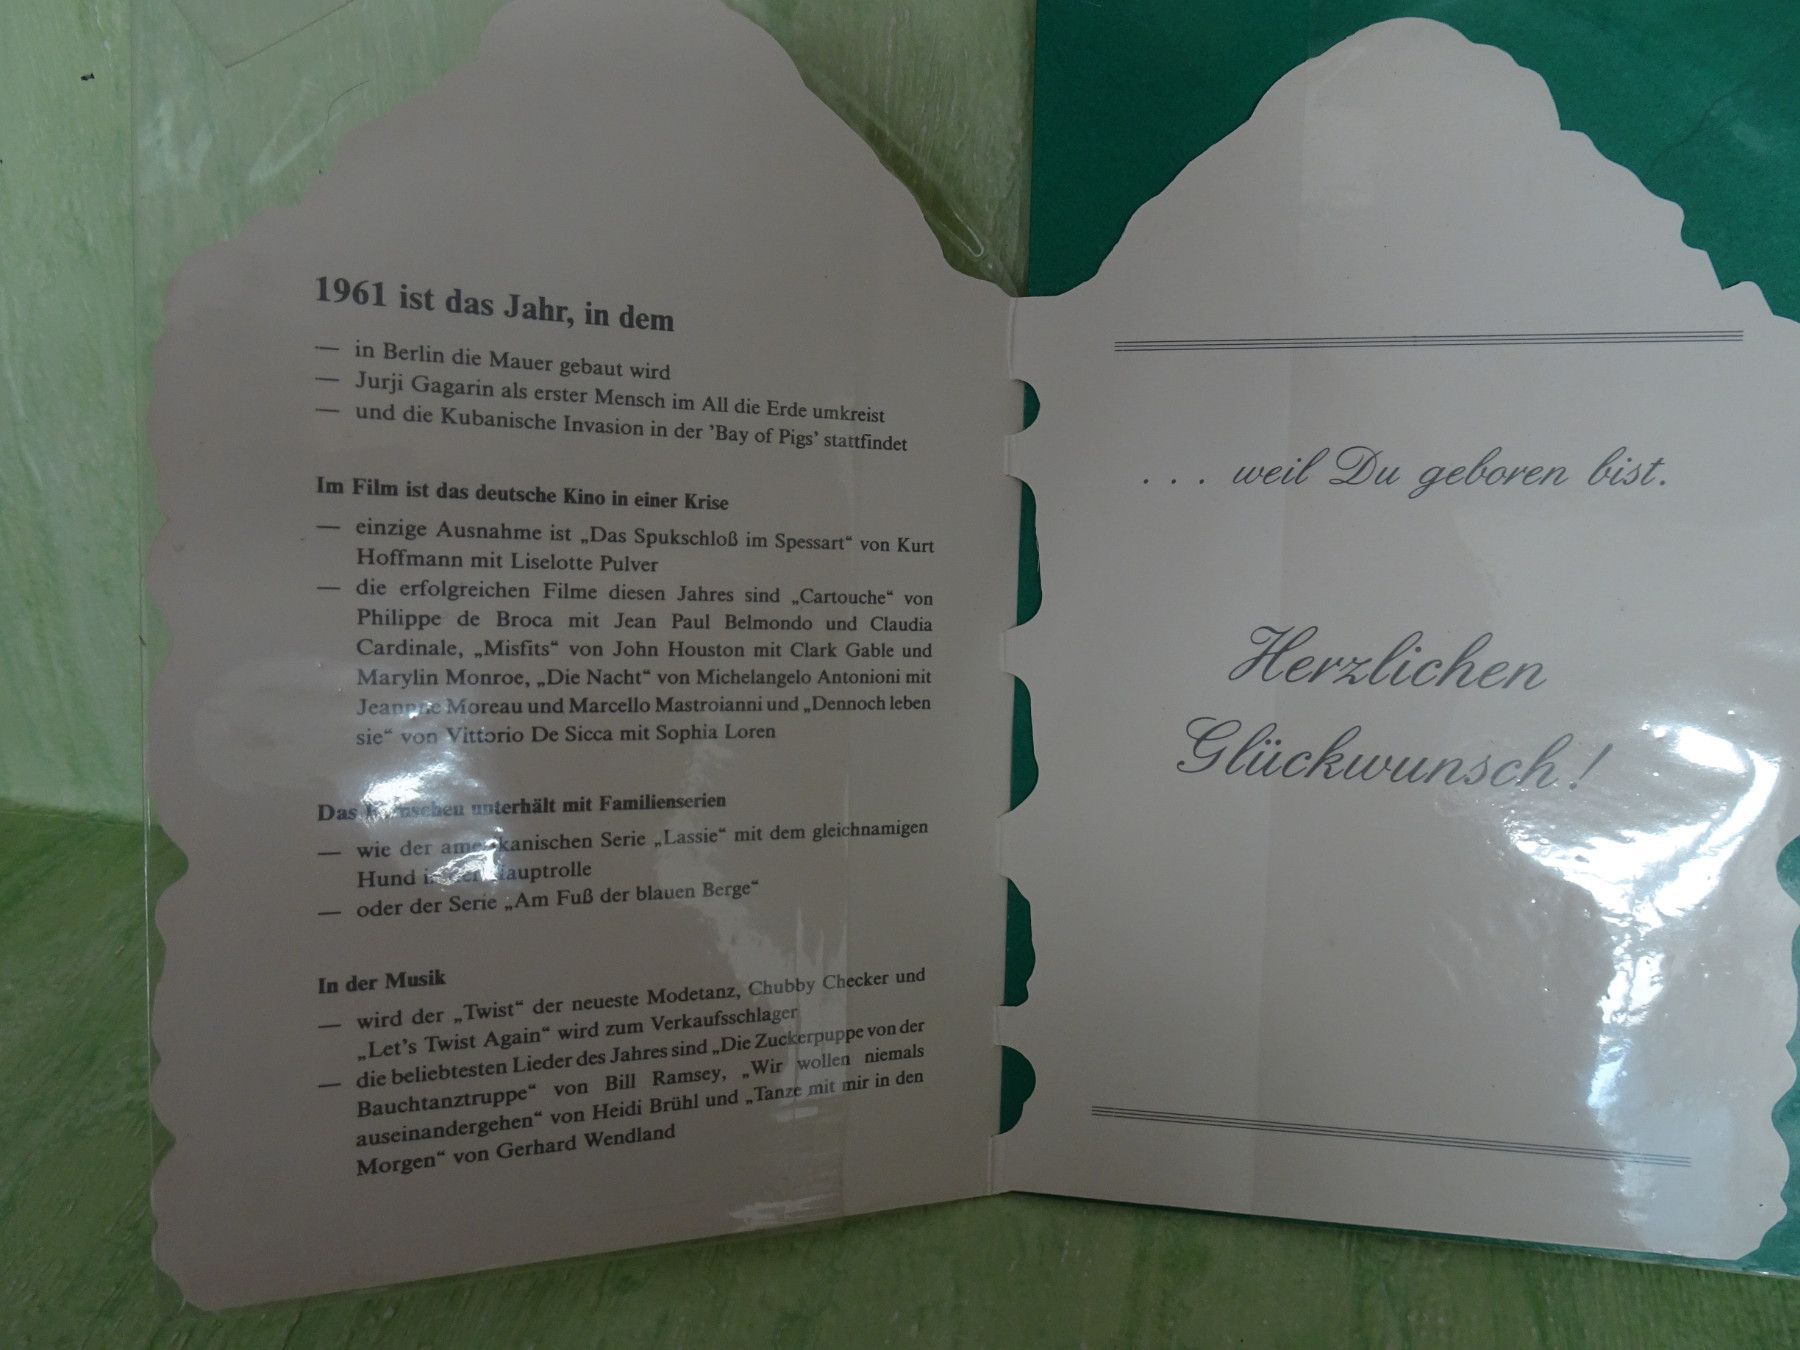 1961 ist das Jahr, in dem
— in Berlin die Mauer gebaut wird
— Jurji Gagarin als erster Mensch im All die Erde umkreist
— und die Kubanische Invasion in der 'Bay of Pigs' stattfindet
Im Film ist das deutsche Kino in einer Krise
— einzige Ausnahme ist „Das Spukschloß im Spessart“ von Kurt
Hoffmann mit Liselotte Pulver
— die erfolgreichen Filme diesen Jahres sind „Cartouche“ von
Philippe de Broca mit Jean Paul Belmondo und Claudia
Cardinale, „Misfits“ von John Houston mit Clark Gable und
Marylin Monroe, „Die Nacht“ von Michelangelo Antonioni mit
Moreau und Marcello Mastroianni und „Dennoch leben
sie“ von Vittorio De Sicca mit Sophia Loren
Das unterhält mit Familienserien
— wie der amerikanischen Serie „Lassie“ mit dem gleichnamigen
Hund in der Hauptrolle
— oder der Serie „Am Fuß der blauen Berge“
In der Musik
— wird der „Twist“ der neueste Modetanz, Chubby Checker und
„Let's Twist Again“ wird zum Verkaufsschlager
— die beliebtesten Lieder des Jahres sind „Die Zuckerpuppe von der
Bauchtanztruppe“ von Bill Ramsey, „Wir wollen niemals
auseinandergehen“ von Heidi Brühl und „Tanze mit mir in den
Morgen“ von Gerhard Wendland
. . . weil Du geboren bist.
Herzlichen
Glückwunsch!